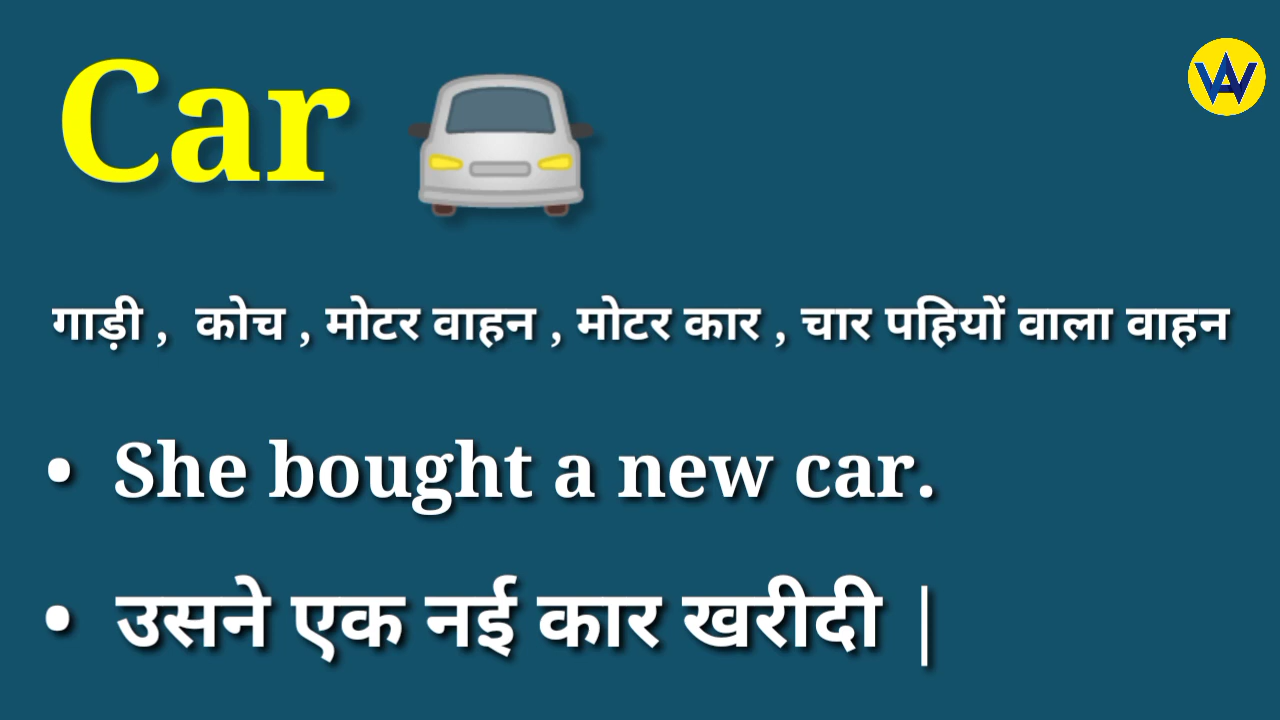 Car
गाड़ी , कोच , मोटर वाहन , मोटर कार , चार पहियों वाला वाहन
• She bought a new car.
• उसने एक नई कार खरीदी |